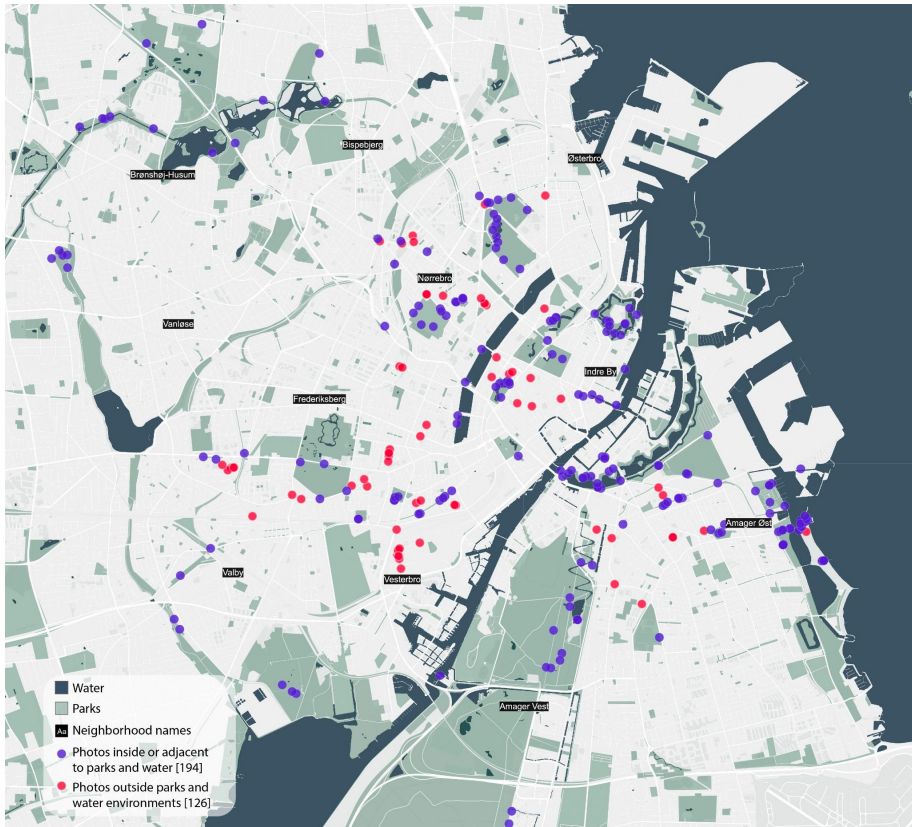 Bispebjerg
Østerbro
Brønshøj-Husum
Nørrebro
Vanløse
Indre By
Frederiksberg
Amager Øst
Valby
Vesterbro
Amager Vest
Water
Parks
Aa Neighborhood names
Photos inside or adjacent
to parks and water [194]
Photos outside parks and
water environments [126]